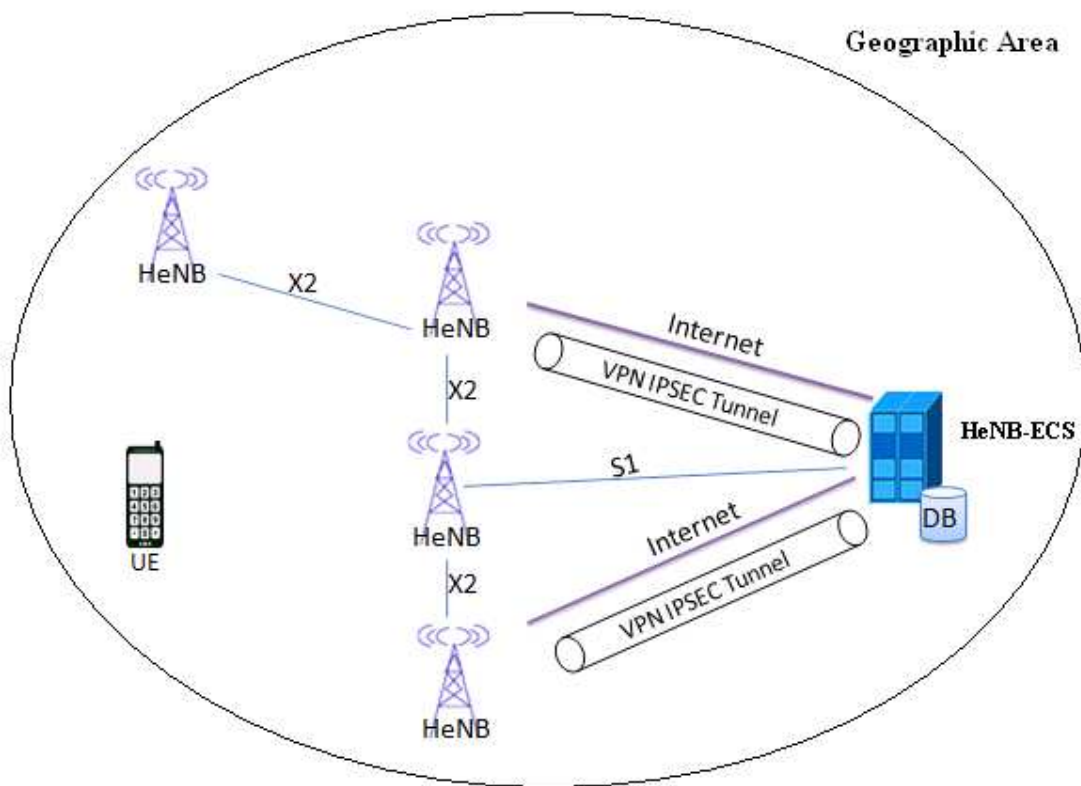 Geographic Area
HeNB
X2
HeNB
Internet
VPN IPSEC Tunnel
X2
HeNB-ECS
S1
DB
HeNB
UE
Internet
X2
VPN IPSEC Tunnel
HeNB